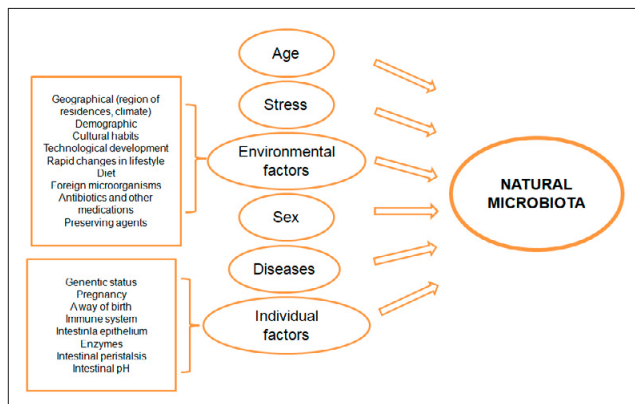 Age
Stress
Environmental
factors
Sex
Diseases
Individual
factors
Geographical (region of
residences, climate)
Demographic
Cultural habits
Technological development
Rapid changes in lifestyle
Diet
Foreign microorganisms
Antibiotics and other
medications
Preserving agents
Genentic status
Pregnancy
A way of birth
Immune system
Intestinla epithelium
Enzymes
Intestinal peristalsis
Intestinal pH
NATURAL
MICROBIOTA